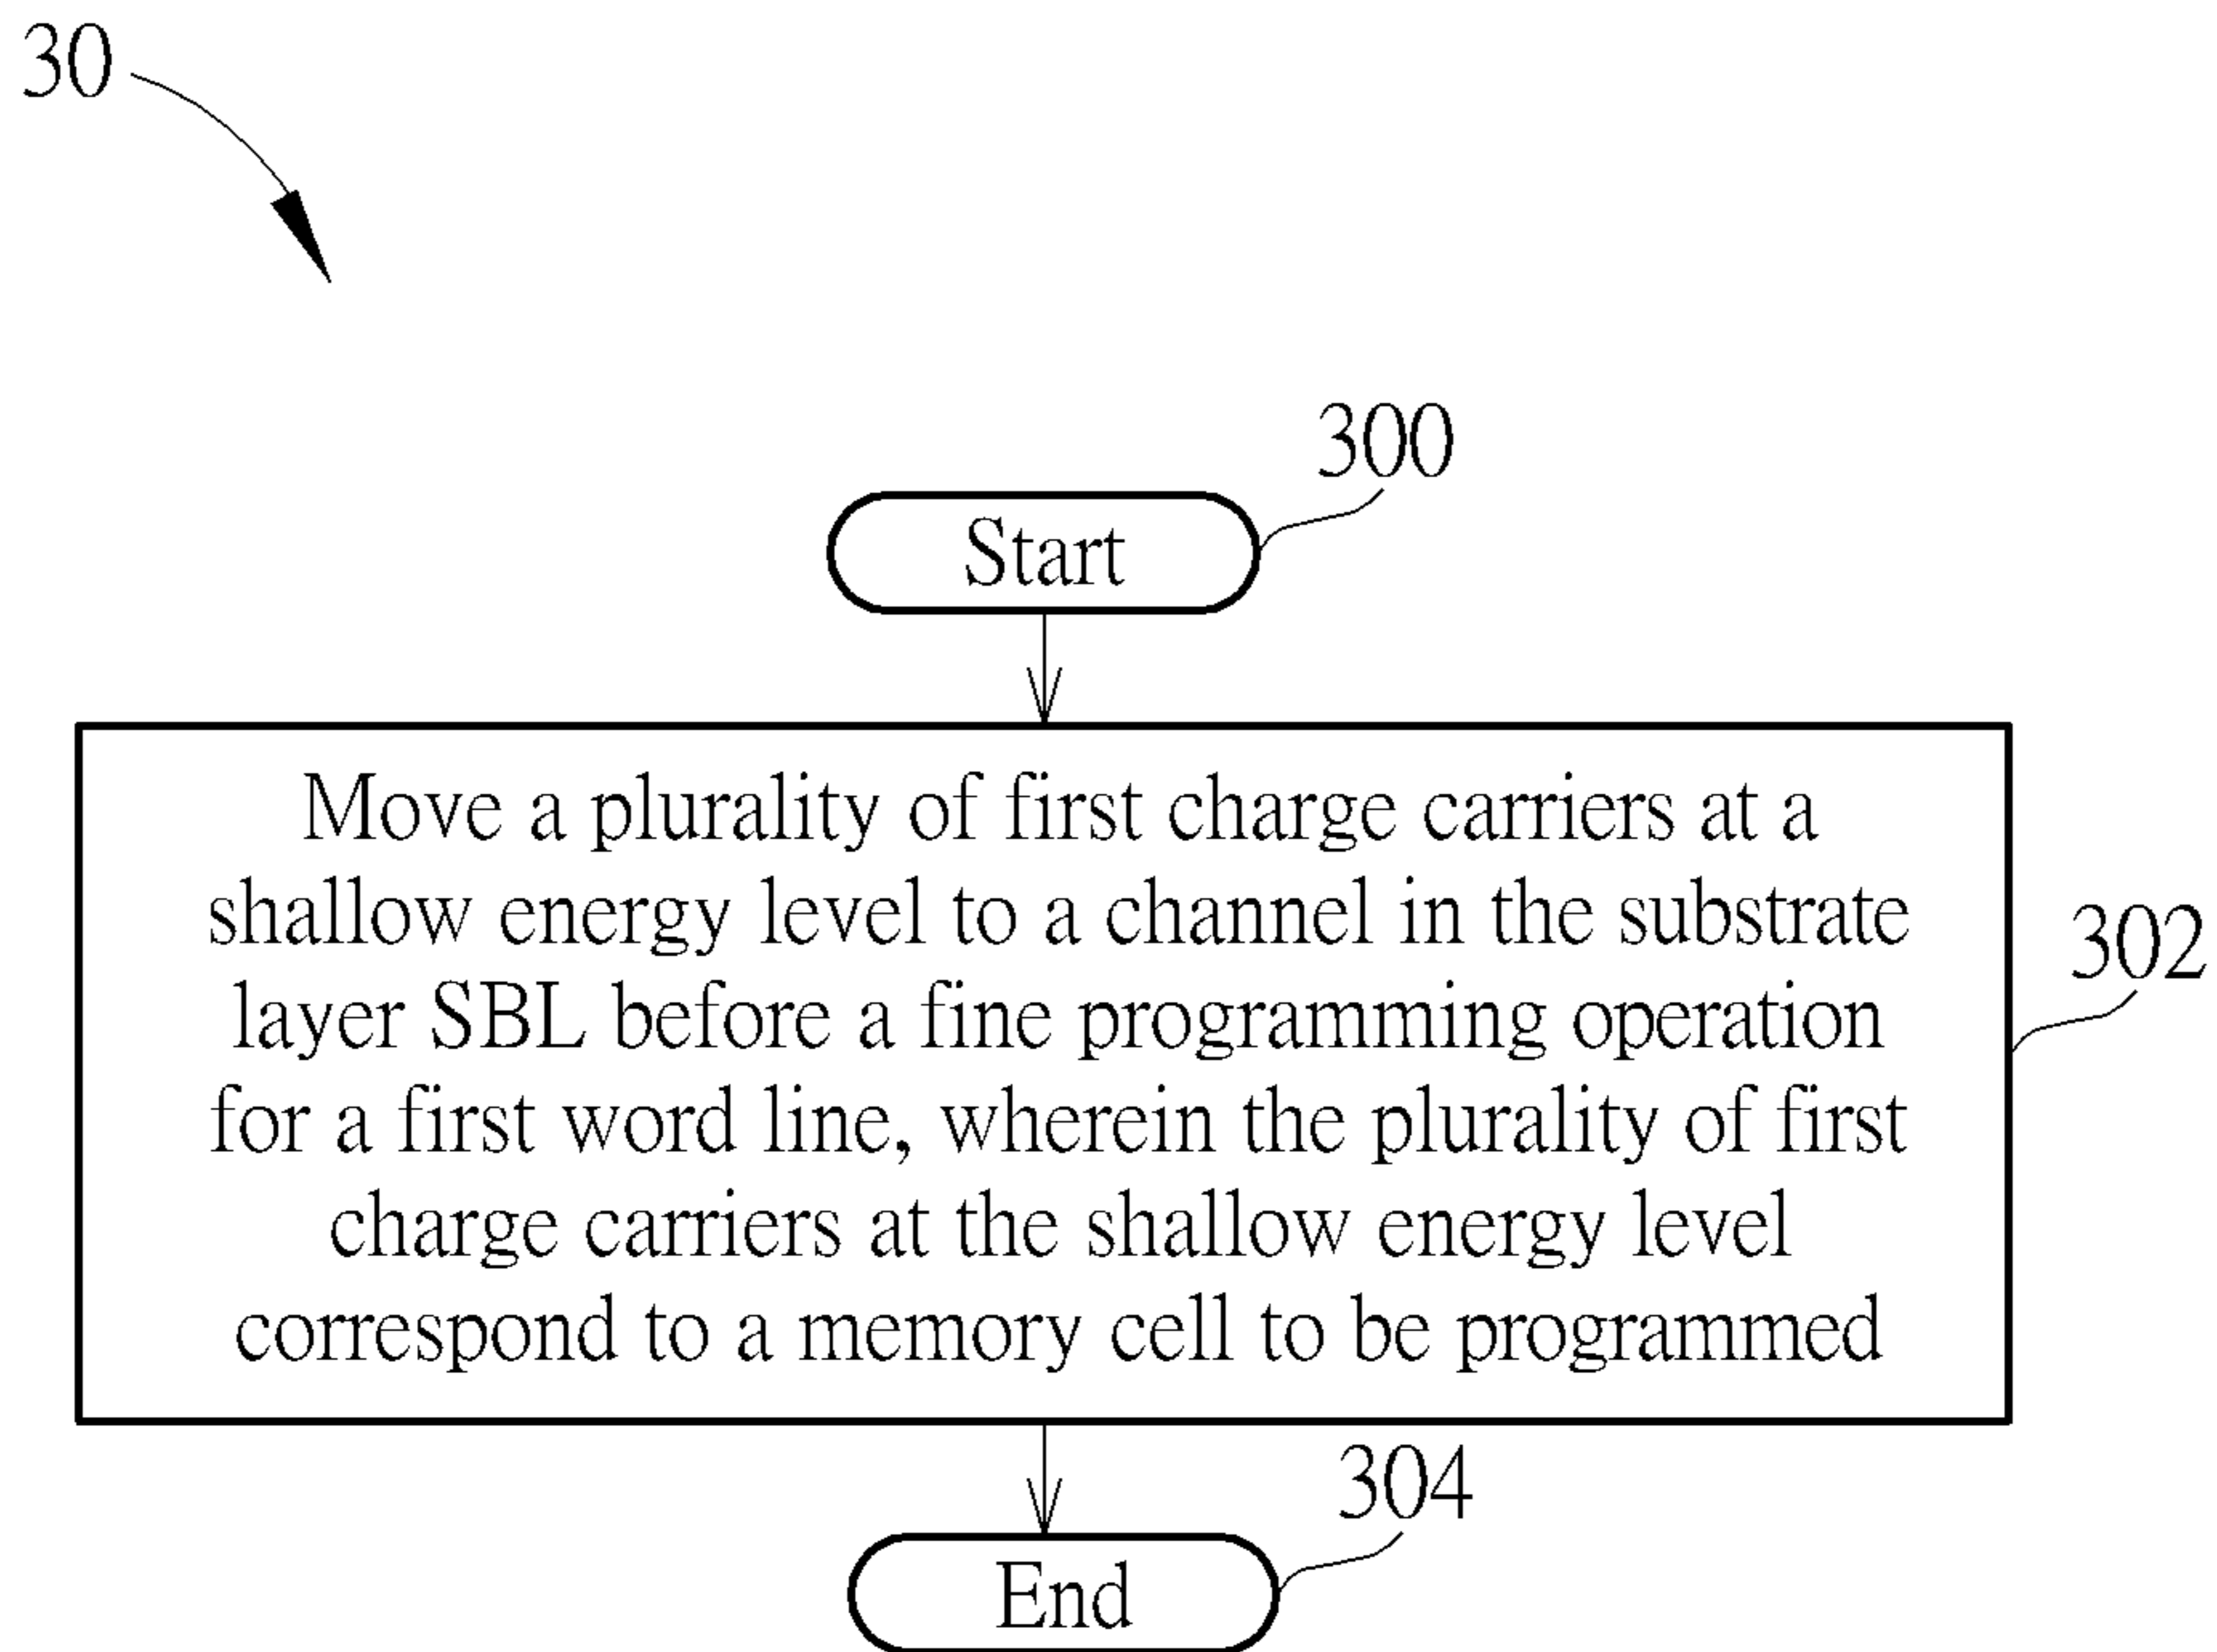 30
300
Start
Move a plurality of first charge carriers at a
shallow energy level to a channel in the substrate
layer SBL before a fine programming operation
for a first word line, wherein the plurality of first
charge carriers at the shallow energy level
correspond to a memory cell to be programmed
302
304
End